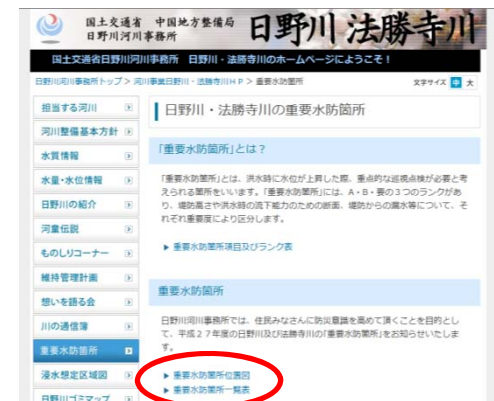 国土交通省 中国地方整備局
日野川河川事務所
日野川 法勝寺川
国土交通省日野川河川事務所 日野川・法勝寺川のホームページにようこそ！
日野川河川事務所トップ> 河川事業日野川・法勝寺川ＨＰ> 重要水防箇所
文字サイズ 中 大
担当する河川
河川整備基本方針
水質情報
水量・水位情報
日野川の紹介
河童伝説
ものしりコーナー
維持管理計画
想いを語る会
川の通信簿
重要水防箇所
浸水想定区域図
日野川ゴミマップ
日野川・法勝寺川の重要水防箇所
「重要水防箇所」とは？
「重要水防箇所」とは、洪水時に水位が上昇した際、重点的な巡視点検が必要と考
えられる箇所をいいます。「重要水防箇所」には、Ａ・Ｂ・要の３つのランクがあ
り、堤防高さや洪水時の流下能力のための断面、堤防からの漏水等について、そ
れぞれ重要度により区分します。
重要水防箇所項目及びランク表
重要水防箇所
日野川河川事務所では、住民みなさんに防災意識を高めて頂くことを目的とし
て、平成２７年度の日野川及び法勝寺川の「重要水防箇所」をお知らせいたしま
す。
重要水防箇所位置図
重要水防箇所一覧表